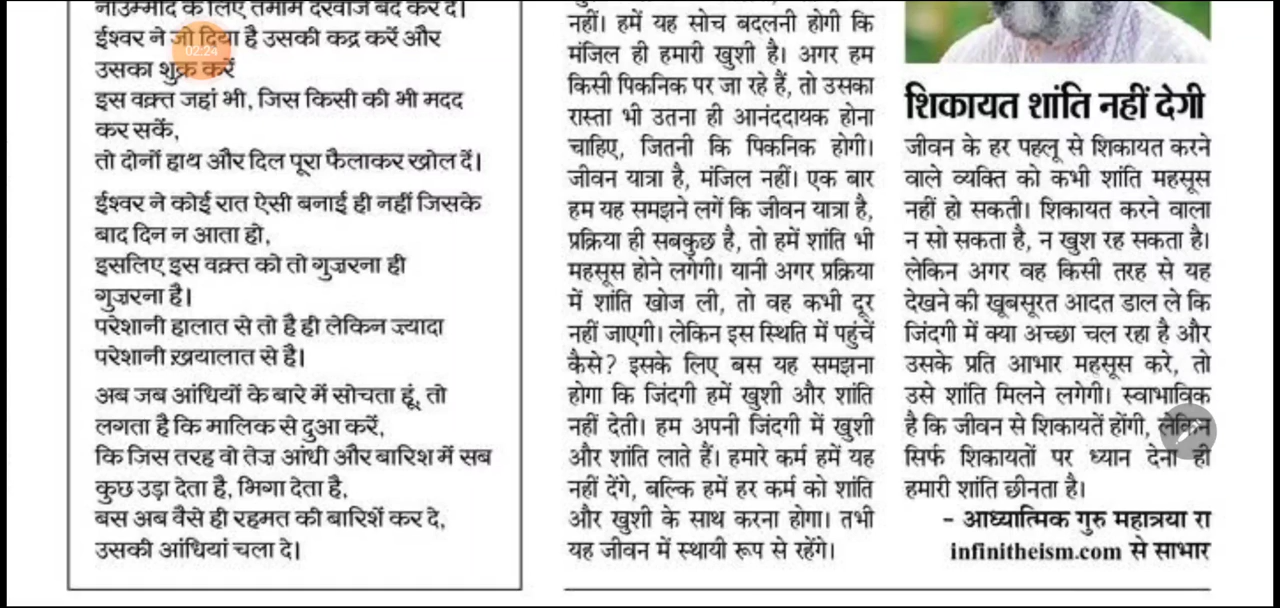 नाउम्मीद के लिए तमाम दरवाजे बंद कर दें।
ईश्वर ने जो दिया है उसकी कद्र करें और
उसका शुक्र करें
इस वक़्त जहां भी, जिस किसी की भी मदद
कर सकें,
तो दोनों हाथ और दिल पूरा फैलाकर खोल दें।
ईश्वर ने कोई रात ऐसी बनाई ही नहीं जिसके
बाद दिन न आता हो,
इसलिए इस वक़्त को तो गुज़रना ही
गुज़रना है।
परेशानी हालात से तो है ही लेकिन ज़्यादा
परेशानी ख़यालात से है।
अब जब आंधियों के बारे में सोचता हूं, तो
लगता है कि मालिक से दुआ करें,
कि जिस तरह वो तेज़ आंधी और बारिश में सब
कुछ उड़ा देता है, भिगा देता है,
बस अब वैसे ही रहमत की बारिशें कर दे,
उसकी आंधियां चला दे।
नहीं। हमें यह सोच बदलनी होगी कि
मंजिल ही हमारी खुशी है। अगर हम
किसी पिकनिक पर जा रहे हैं, तो उसका
रास्ता भी उतना ही आनंददायक होना
चाहिए, जितनी कि पिकनिक होगी।
जीवन यात्रा है, मंजिल नहीं। एक बार
हम यह समझने लगें कि जीवन यात्रा है,
प्रक्रिया ही सबकुछ है, तो हमें शांति भी
महसूस होने लगेगी। यानी अगर प्रक्रिया
में शांति खोज ली, तो वह कभी दूर
नहीं जाएगी। लेकिन इस स्थिति में पहुंचें
कैसे? इसके लिए बस यह समझना
होगा कि जिंदगी हमें खुशी और शांति
नहीं देती। हम अपनी जिंदगी में खुशी
और शांति लाते हैं। हमारे कर्म हमें यह
नहीं देंगे, बल्कि हमें हर कर्म को शांति
और खुशी के साथ करना होगा। तभी
यह जीवन में स्थायी रूप से रहेंगे।
शिकायत शांति नहीं देगी
जीवन के हर पहलू से शिकायत करने
वाले व्यक्ति को कभी शांति महसूस
नहीं हो सकती। शिकायत करने वाला
न सो सकता है, न खुश रह सकता है।
लेकिन अगर वह किसी तरह से यह
देखने की खूबसूरत आदत डाल ले कि
जिंदगी में क्या अच्छा चल रहा है और
उसके प्रति आभार महसूस करे, तो
उसे शांति मिलने लगेगी। स्वाभाविक
है कि जीवन से शिकायतें होंगी, लेकिन
सिर्फ शिकायतों पर ध्यान देना ही
हमारी शांति छीनता है।
- आध्यात्मिक गुरु महात्रया रा
infinitheism.com से साभार
02:24